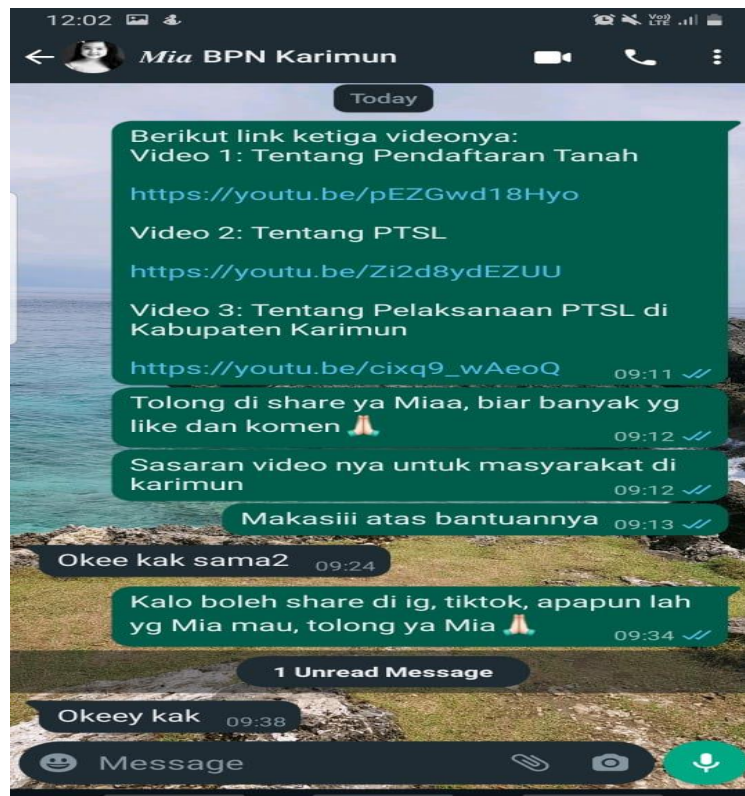 12:02
Vo))
LTE
Mia BPN Karimun
Today
Berikut link ketiga videonya:
Video 1: Tentang Pendaftaran Tanah
https://youtu.be/pEZGwd18Hyo
Video 2: Tentang PTSL
https://youtu.be/Zi2d8ydEZUU
Video 3: Tentang Pelaksanaan PTSL di
Kabupaten Karimun
https://youtu.be/cixq9_wAeoQ 09:11
Tolong di share ya Miaa, biar banyak yg
like dan komen 🙏🏻
09:12
Sasaran video nya untuk masyarakat di
karimun
09:12
Makasiii atas bantuannya 09:13
Okee kak sama2 09:24
Kalo boleh share di ig, tiktok, apapun lah
yg Mia mau, tolong ya Mia 🙏🏻
09:34
1 Unread Message
Okeey kak 09:38
Message